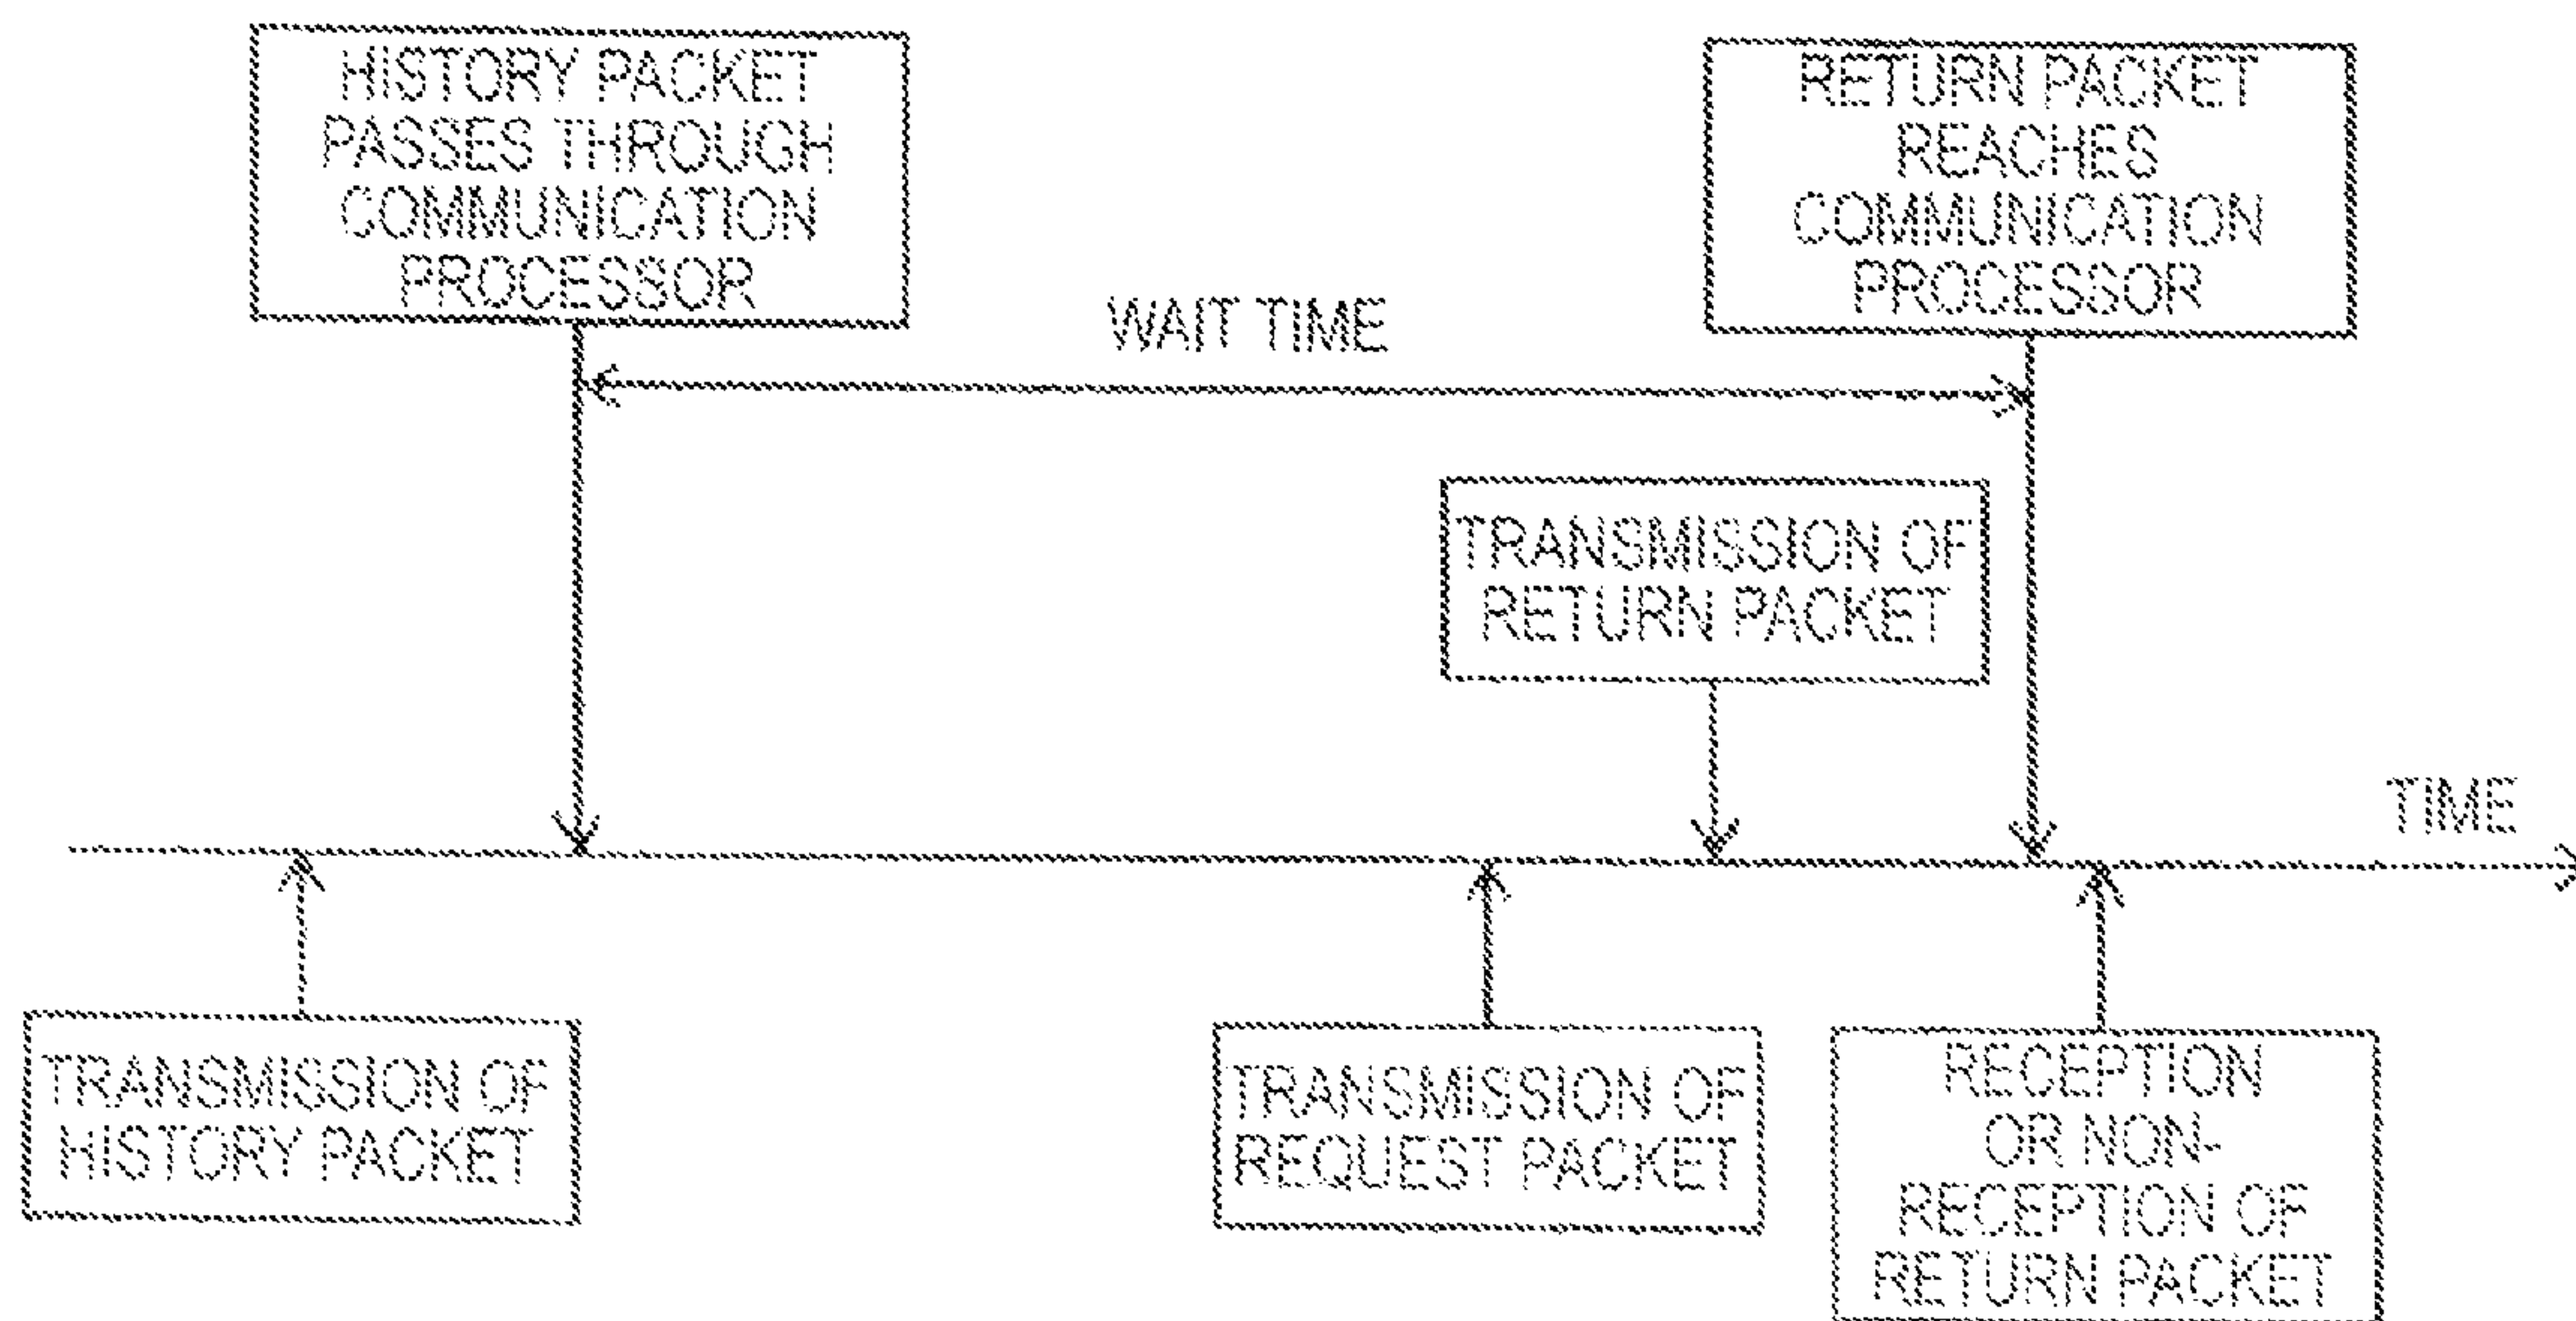 HISTORY PACKET
PASSES THROUGH
COMMUNICATION
PROCESSOR
RETURN PACKET
REACHES
COMMUNICATION
PROCESSOR
WAIT TIME
TRANSMISSION OF
RETURN PACKET
TIME
TRANSMISSION OF
HISTORY PACKET
TRANSMISSION OF
REQUEST PACKET
RECEPTION
OR NON-
RECEPTION OF
RETURN PACKET